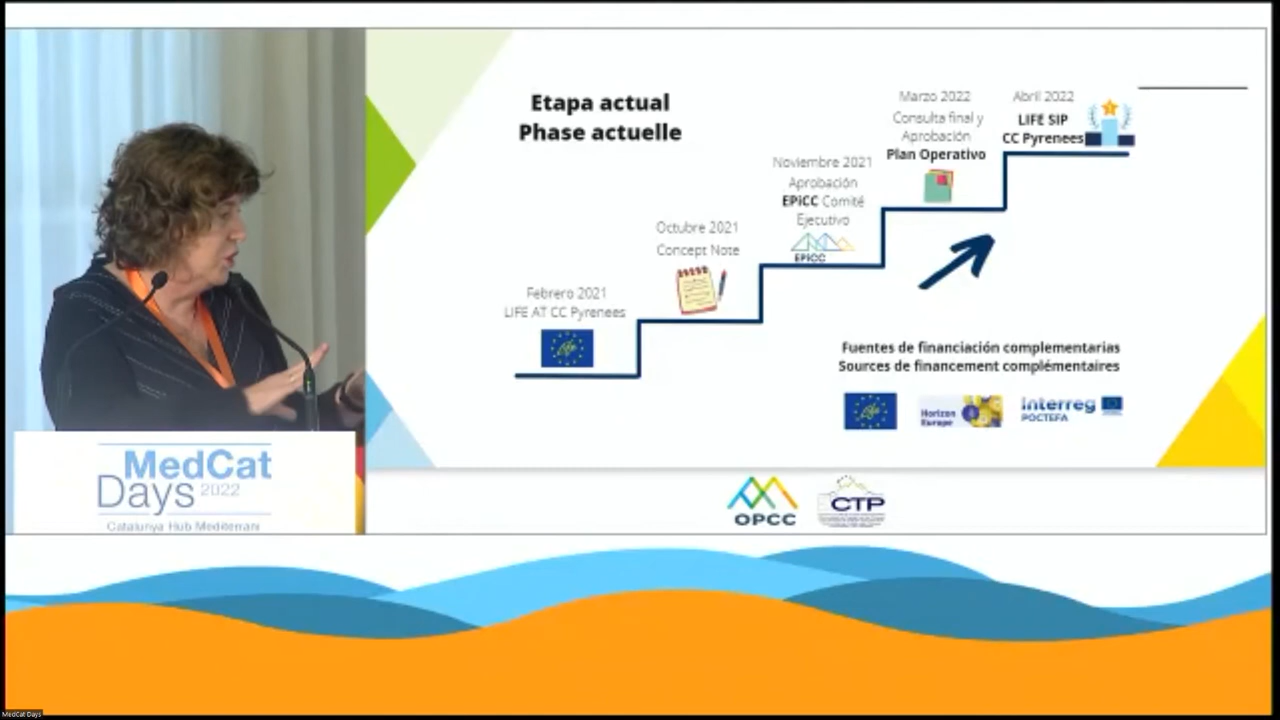 Etapa actual
Phase actuelle
Febrero 2021
LIFE AT CC Pyrenees
Octubre 2021
Concept Note
Noviembre 2021
Aprobación
EPiCC Comité
Ejecutivo
EPiCC
Marzo 2022
Consulta final y
Aprobación
Plan Operativo
Abril 2022
LIFE SIP
CC Pyrenees
Fuentes de financiación complementarias
Sources de financement complémentaires
Horizon
Europe
Interreg
POCTEFA
MedCat
Days 2022
Catalunya Hub Mediterrani
OPCC
CTP
MedCat Days